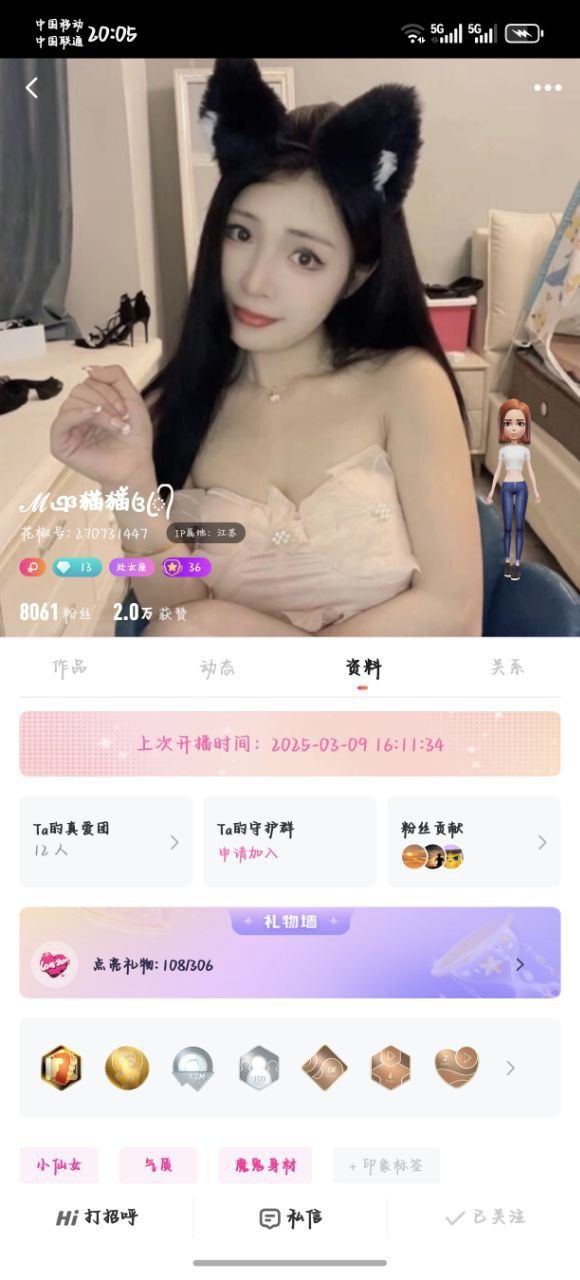 中国移动
中国联通 20:05 5G 5G
猫猫
花椒号: 270731447 IP属地: 江苏
13 处女座 36
8061 粉丝 2.0万 获赞
作品 动态 资料 关系
上次开播时间: 2025-03-09 16:11:34
Ta的真爱团 Ta的守护群 粉丝贡献
12 人 申请加入
礼物墙
点亮礼物: 108/306
小仙女 气质 魔鬼身材 + 印象标签
Hi 打招呼 私信 已关注